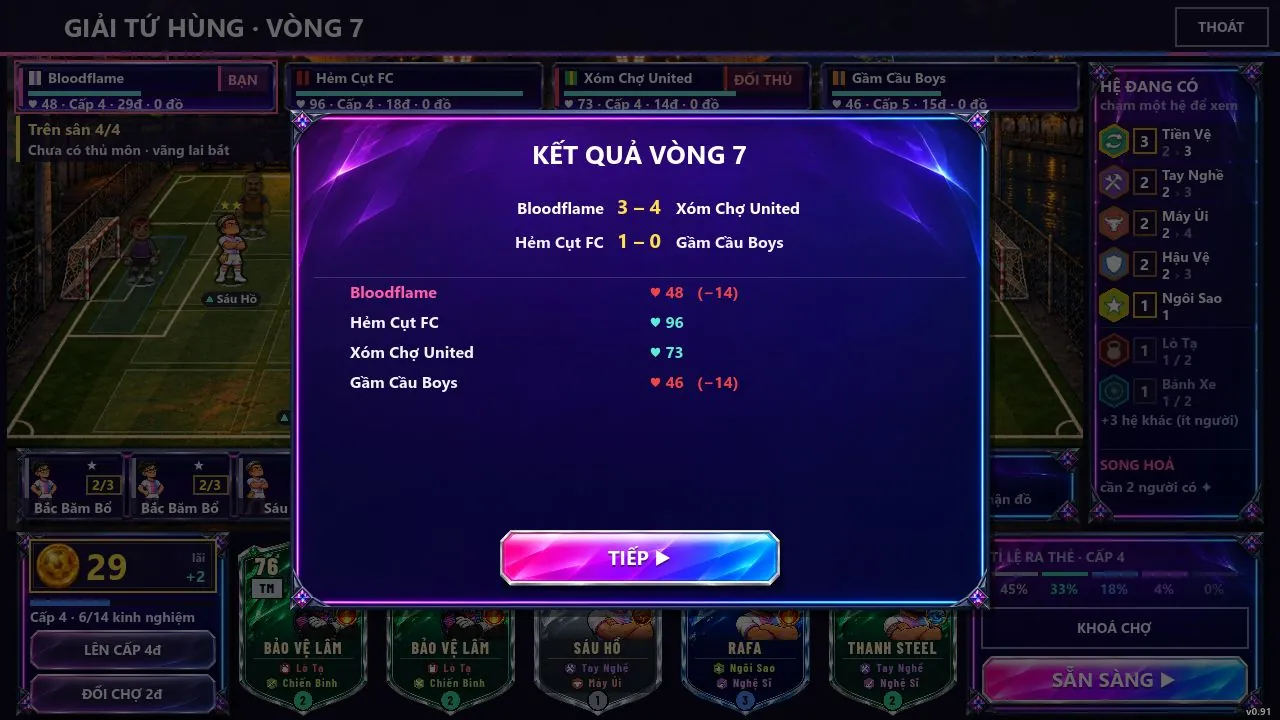 GIẢI TỨ HÙNG · VÒNG 7
THOÁT
Bloodflame
BẠN
♥ 48 · Cấp 4 · 29đ · 0 đồ
Hẻm Cụt FC
♥ 96 · Cấp 4 · 18đ · 0 đồ
Xóm Chợ United
ĐỐI THỦ
♥ 73 · Cấp 4 · 14đ · 0 đồ
Gầm Cầu Boys
♥ 46 · Cấp 5 · 15đ · 0 đồ
Trên sân 4/4
Chưa có thủ môn · vãng lai bắt
Sáu Hồ
KẾT QUẢ VÒNG 7
Bloodflame 3 – 4 Xóm Chợ United
Hẻm Cụt FC 1 – 0 Gầm Cầu Boys
Bloodflame ♥ 48 (−14)
Hẻm Cụt FC ♥ 96
Xóm Chợ United ♥ 73
Gầm Cầu Boys ♥ 46 (−14)
TIẾP ▶
HỆ ĐANG CÓ
chạm một hệ để xem
3 Tiền Vệ
2 › 3
2 Tay Nghề
2 › 3
2 Máy Ủi
2 › 4
2 Hậu Vệ
2 › 3
1 Ngôi Sao
1
1 Lò Tạ
1 / 2
1 Bánh Xe
1 / 2
+3 hệ khác (ít người)
SONG HOẢ
cần 2 người có ✦
2/3
Bắc Băm Bổ
2/3
Bắc Băm Bổ
Sáu
29
lãi
+2
Cấp 4 · 6/14 kinh nghiệm
LÊN CẤP 4đ
ĐỔI CHỢ 2đ
76
TM
BẢO VỆ LÂM
Lò Tạ
Chiến Binh
2
BẢO VỆ LÂM
Lò Tạ
Chiến Binh
2
SÁU HỒ
Tay Nghề
Máy Ủi
1
RAFA
Ngôi Sao
Nghệ Sĩ
3
THANH STEEL
Tay Nghề
Nghệ Sĩ
2
TỈ LỆ RA THẺ · CẤP 4
45% 33% 18% 4% 0%
KHOÁ CHỢ
SẴN SÀNG ▶
v0.91